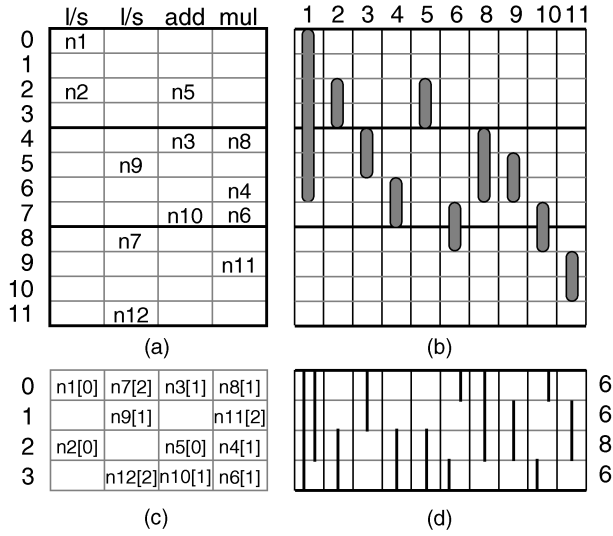 l/s l/s add mul 1 2 3 4 5 6 8 9 10 11
0 n1
1
2 n2 n5
3
4 n3 n8
5 n9
6 n4
7 n10 n6
8 n7
9 n11
10
11 n12
(a) (b)
0 n1[0] n7[2] n3[1] n8[1] 6
1 n9[1] n11[2] 6
2 n2[0] n5[0] n4[1] 8
3 n12[2] n10[1] n6[1] 6
(c) (d)